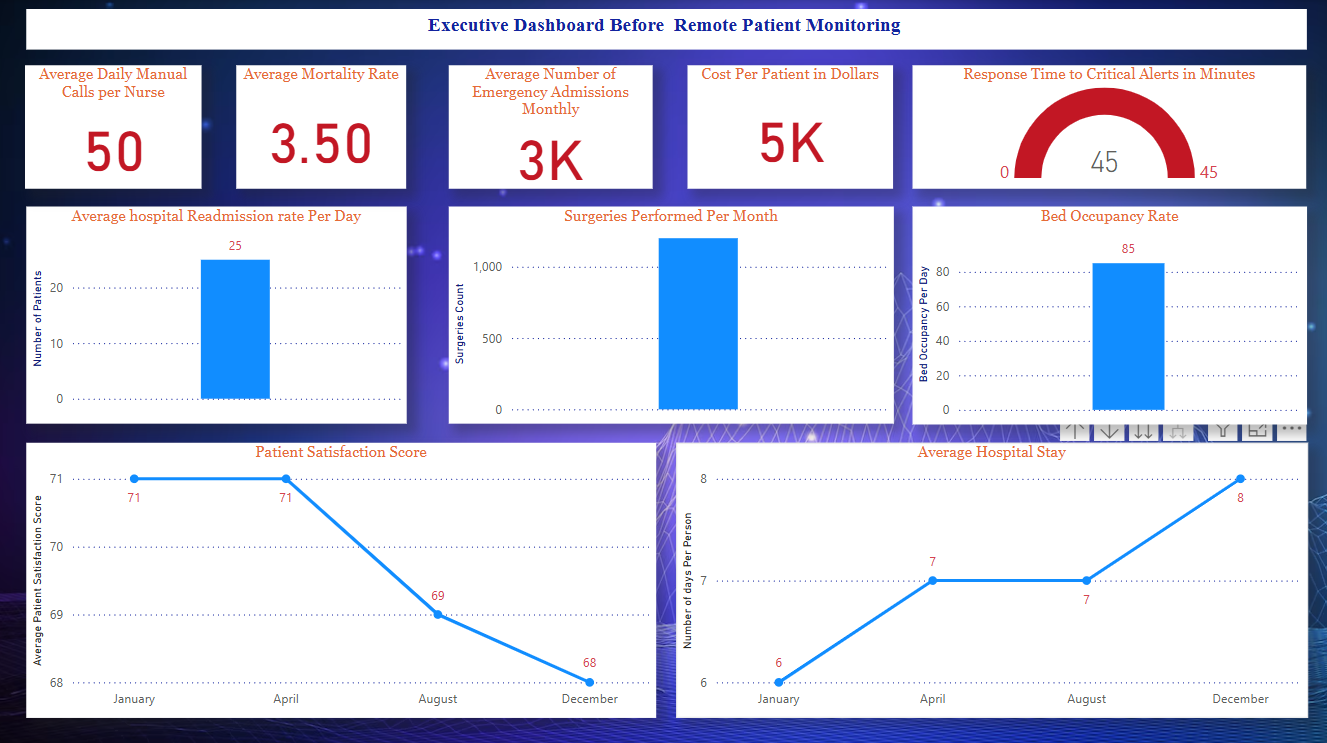 Executive Dashboard Before  Remote Patient Monitoring
Average Daily Manual
Calls per Nurse
50
Average Mortality Rate
3.50
Average Number of
Emergency Admissions
Monthly
3K
Cost Per Patient in Dollars
5K
Response Time to Critical Alerts in Minutes
45
0
45
Average hospital Readmission rate Per Day
Number of Patients
25
20
10
0
Surgeries Performed Per Month
Surgeries Count
1,000
500
0
Bed Occupancy Rate
Bed Occupancy Per Day
85
80
60
40
20
0
Patient Satisfaction Score
Average Patient Satisfaction Score
71
70
69
68
71
71
69
68
January
April
August
December
Average Hospital Stay
Number of days Per Person
8
7
6
6
7
7
8
January
April
August
December